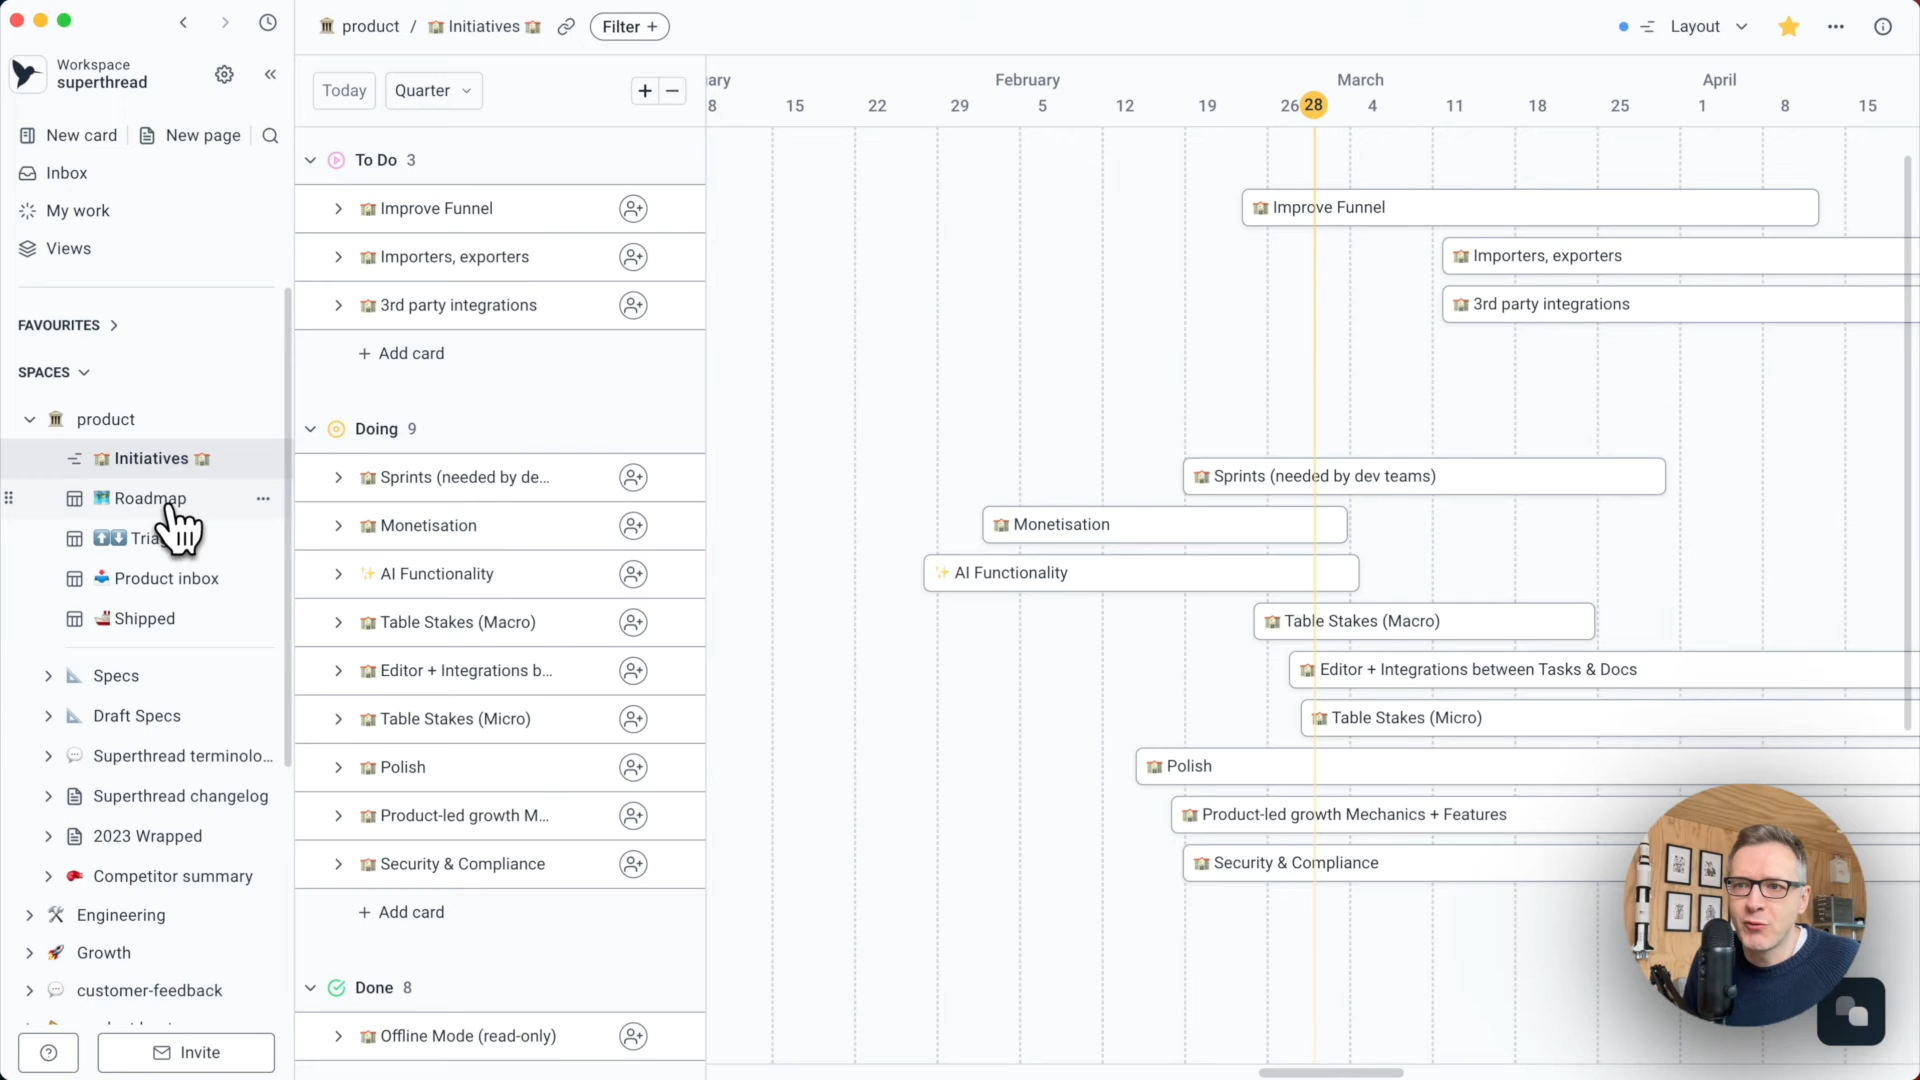 product / Initiatives
Filter +
Layout
Workspace
superthread
New card
New page
Inbox
My work
Views
FAVOURITES
SPACES
product
Initiatives
Roadmap
Product inbox
Shipped
Specs
Draft Specs
Superthread terminolo...
Superthread changelog
2023 Wrapped
Competitor summary
Engineering
Growth
customer-feedback
Invite
Today
Quarter
ary
February
March
April
8 15 22 29 5 12 19 26 28 4 11 18 25 1 8 15
To Do 3
Improve Funnel
Importers, exporters
3rd party integrations
+ Add card
Doing 9
Sprints (needed by de...
Monetisation
AI Functionality
Table Stakes (Macro)
Editor + Integrations b...
Table Stakes (Micro)
Polish
Product-led growth M...
Security & Compliance
+ Add card
Done 8
Offline Mode (read-only)
Improve Funnel
Importers, exporters
3rd party integrations
Sprints (needed by dev teams)
Monetisation
AI Functionality
Table Stakes (Macro)
Editor + Integrations between Tasks & Docs
Table Stakes (Micro)
Polish
Product-led growth Mechanics + Features
Security & Compliance